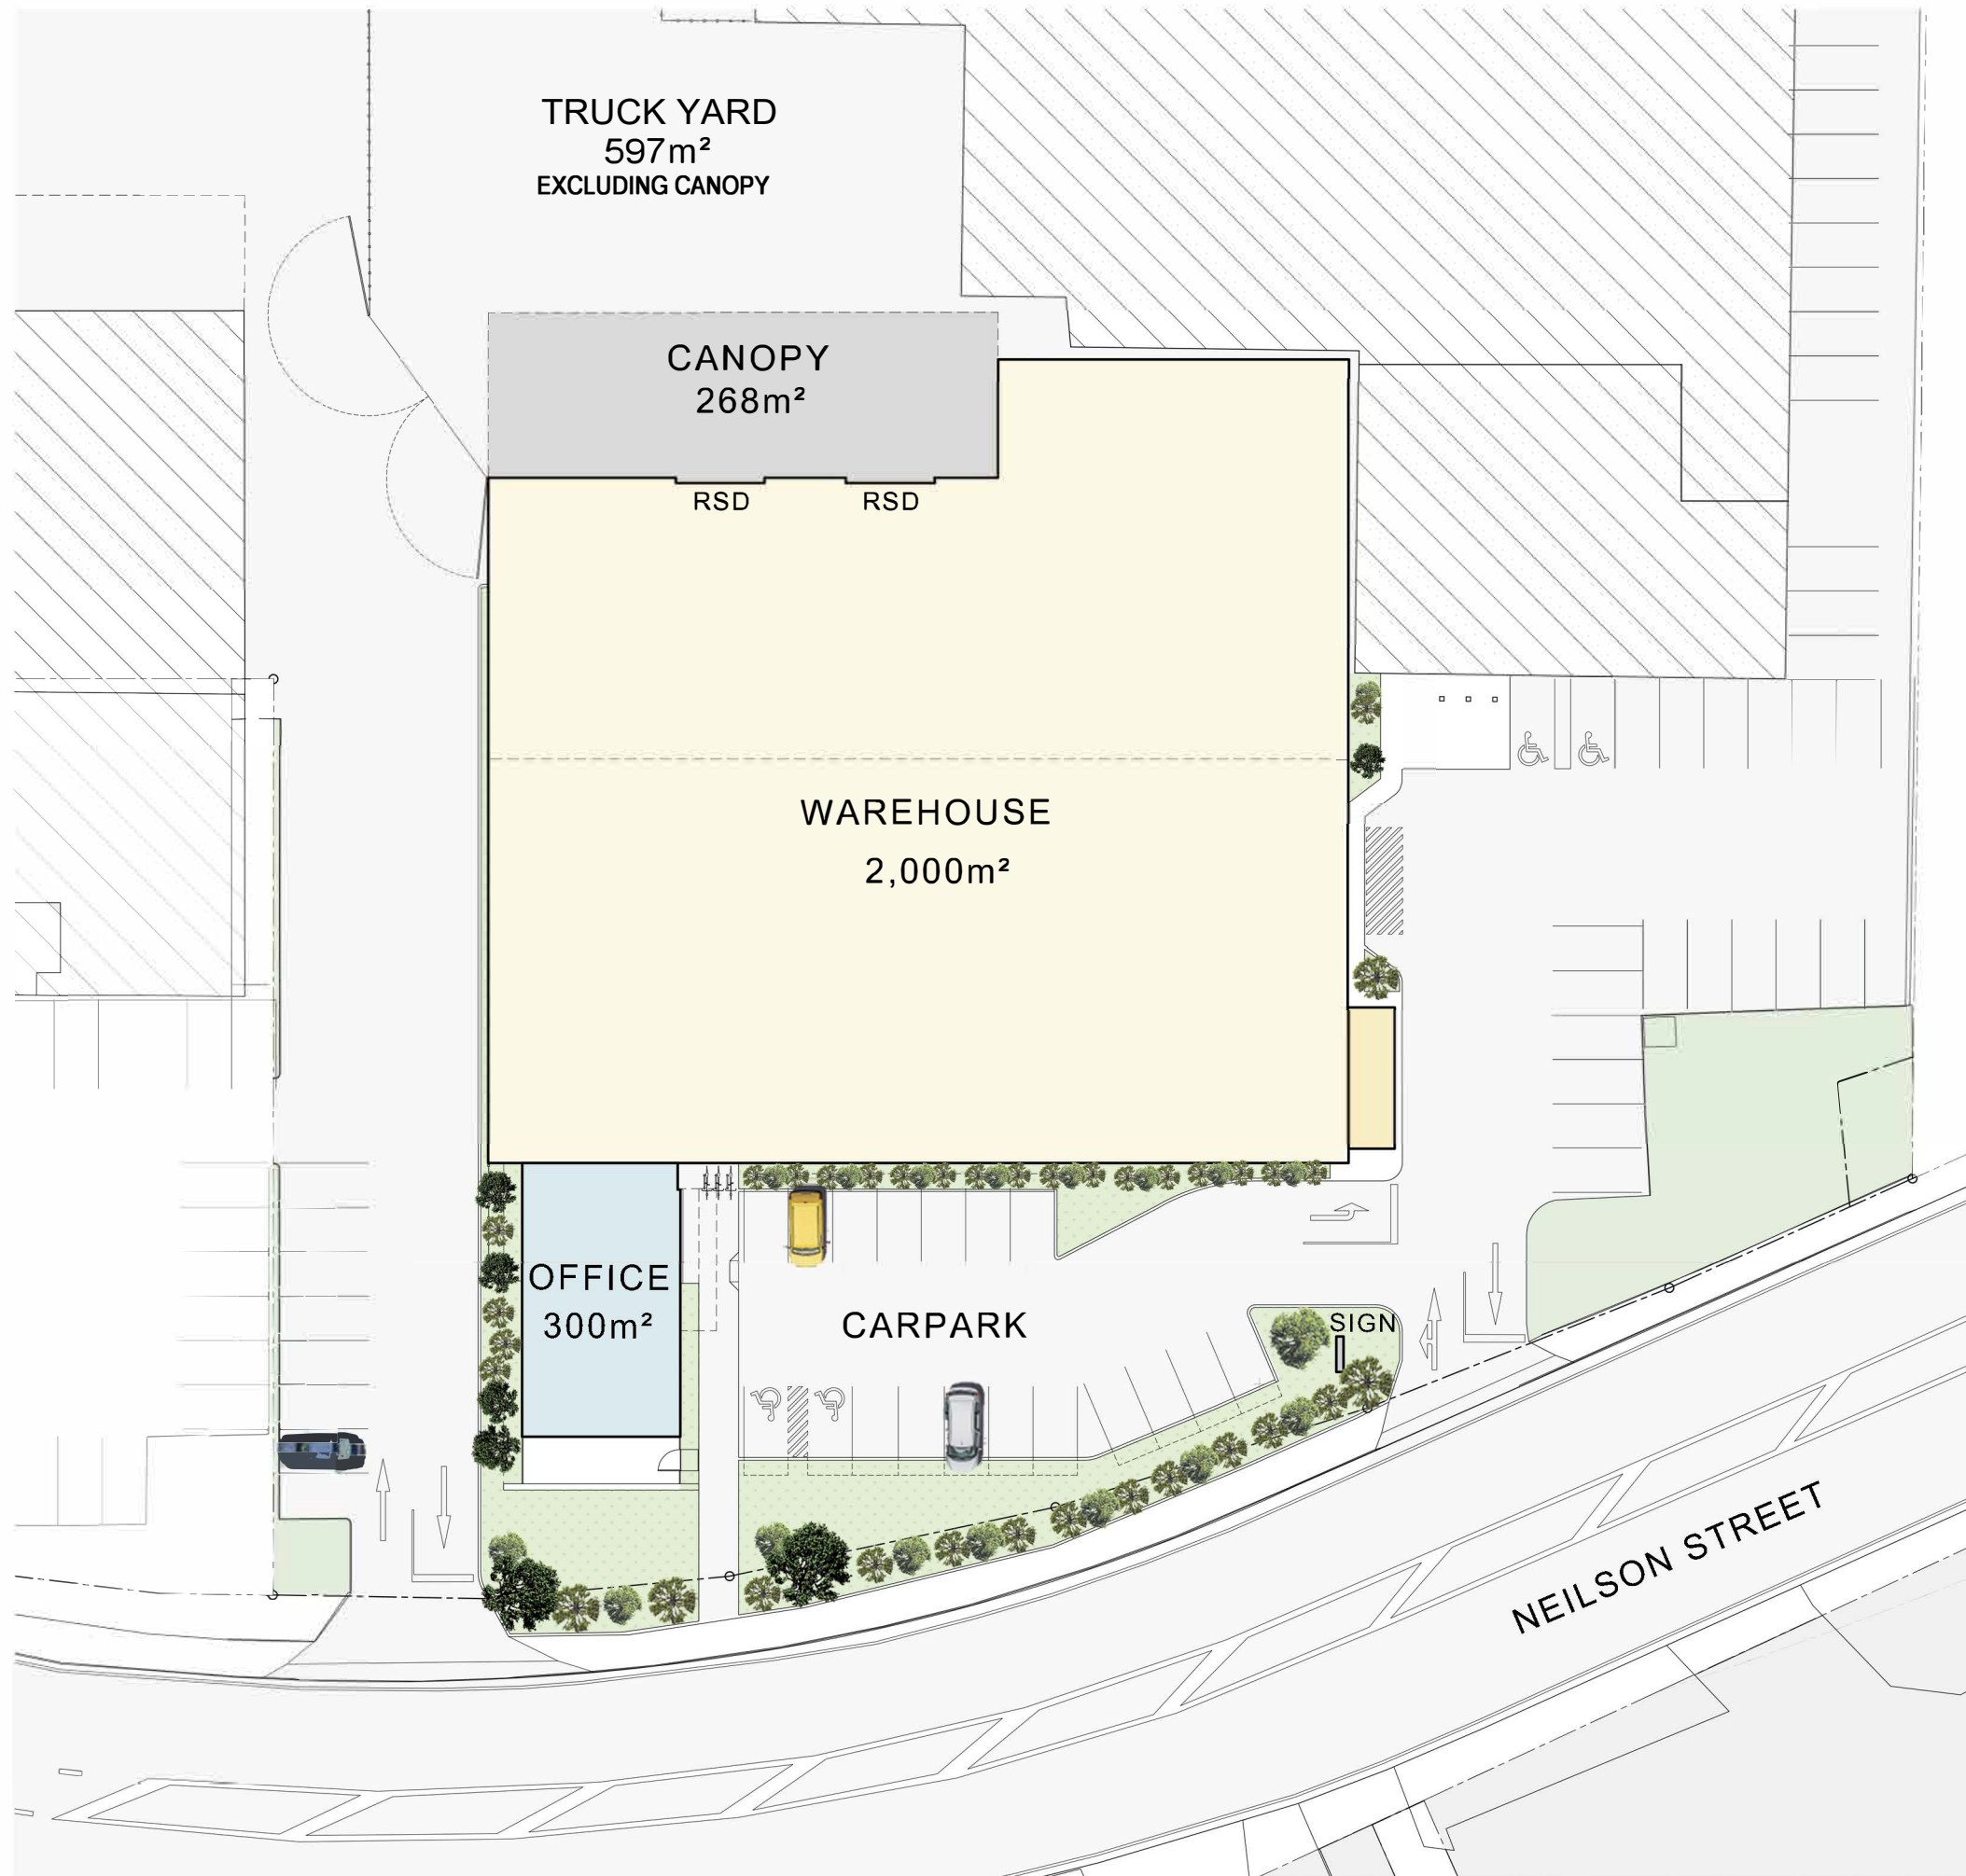 TRUCK YARD
597m²
EXCLUDING CANOPY
CANOPY
268m²
RSD
RSD
WAREHOUSE
2,000m²
OFFICE
300m²
CARPARK
SIGN
NEILSON STREET